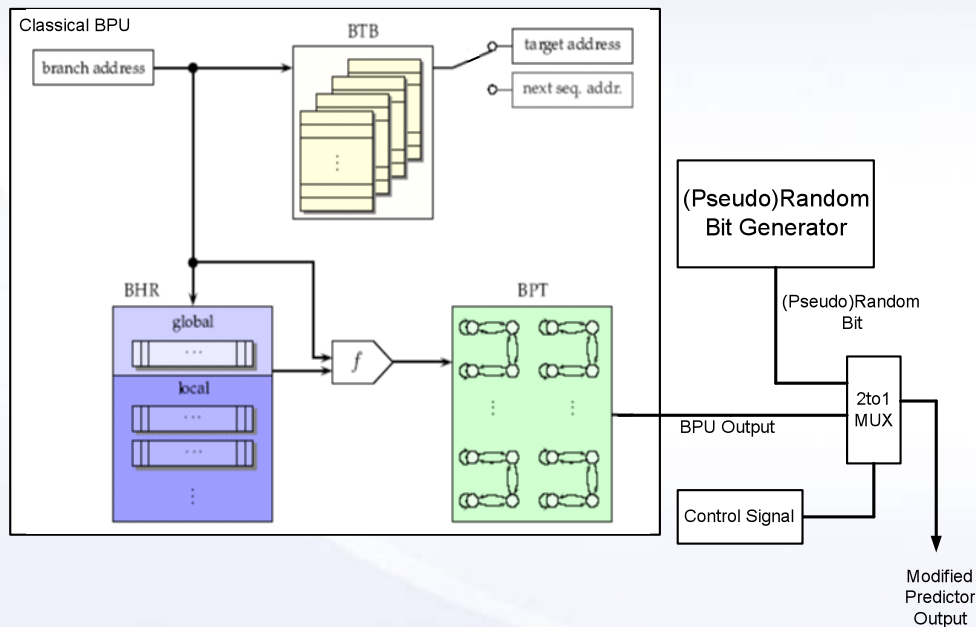 Classical BPU
BTB
branch address
target address
next seq. addr.
(Pseudo)Random
Bit Generator
(Pseudo)Random
Bit
BHR
global
...
local
...
...
⋮
f
BPT
⋮ ⋮
BPU Output
2to1
MUX
Control Signal
Modified
Predictor
Output